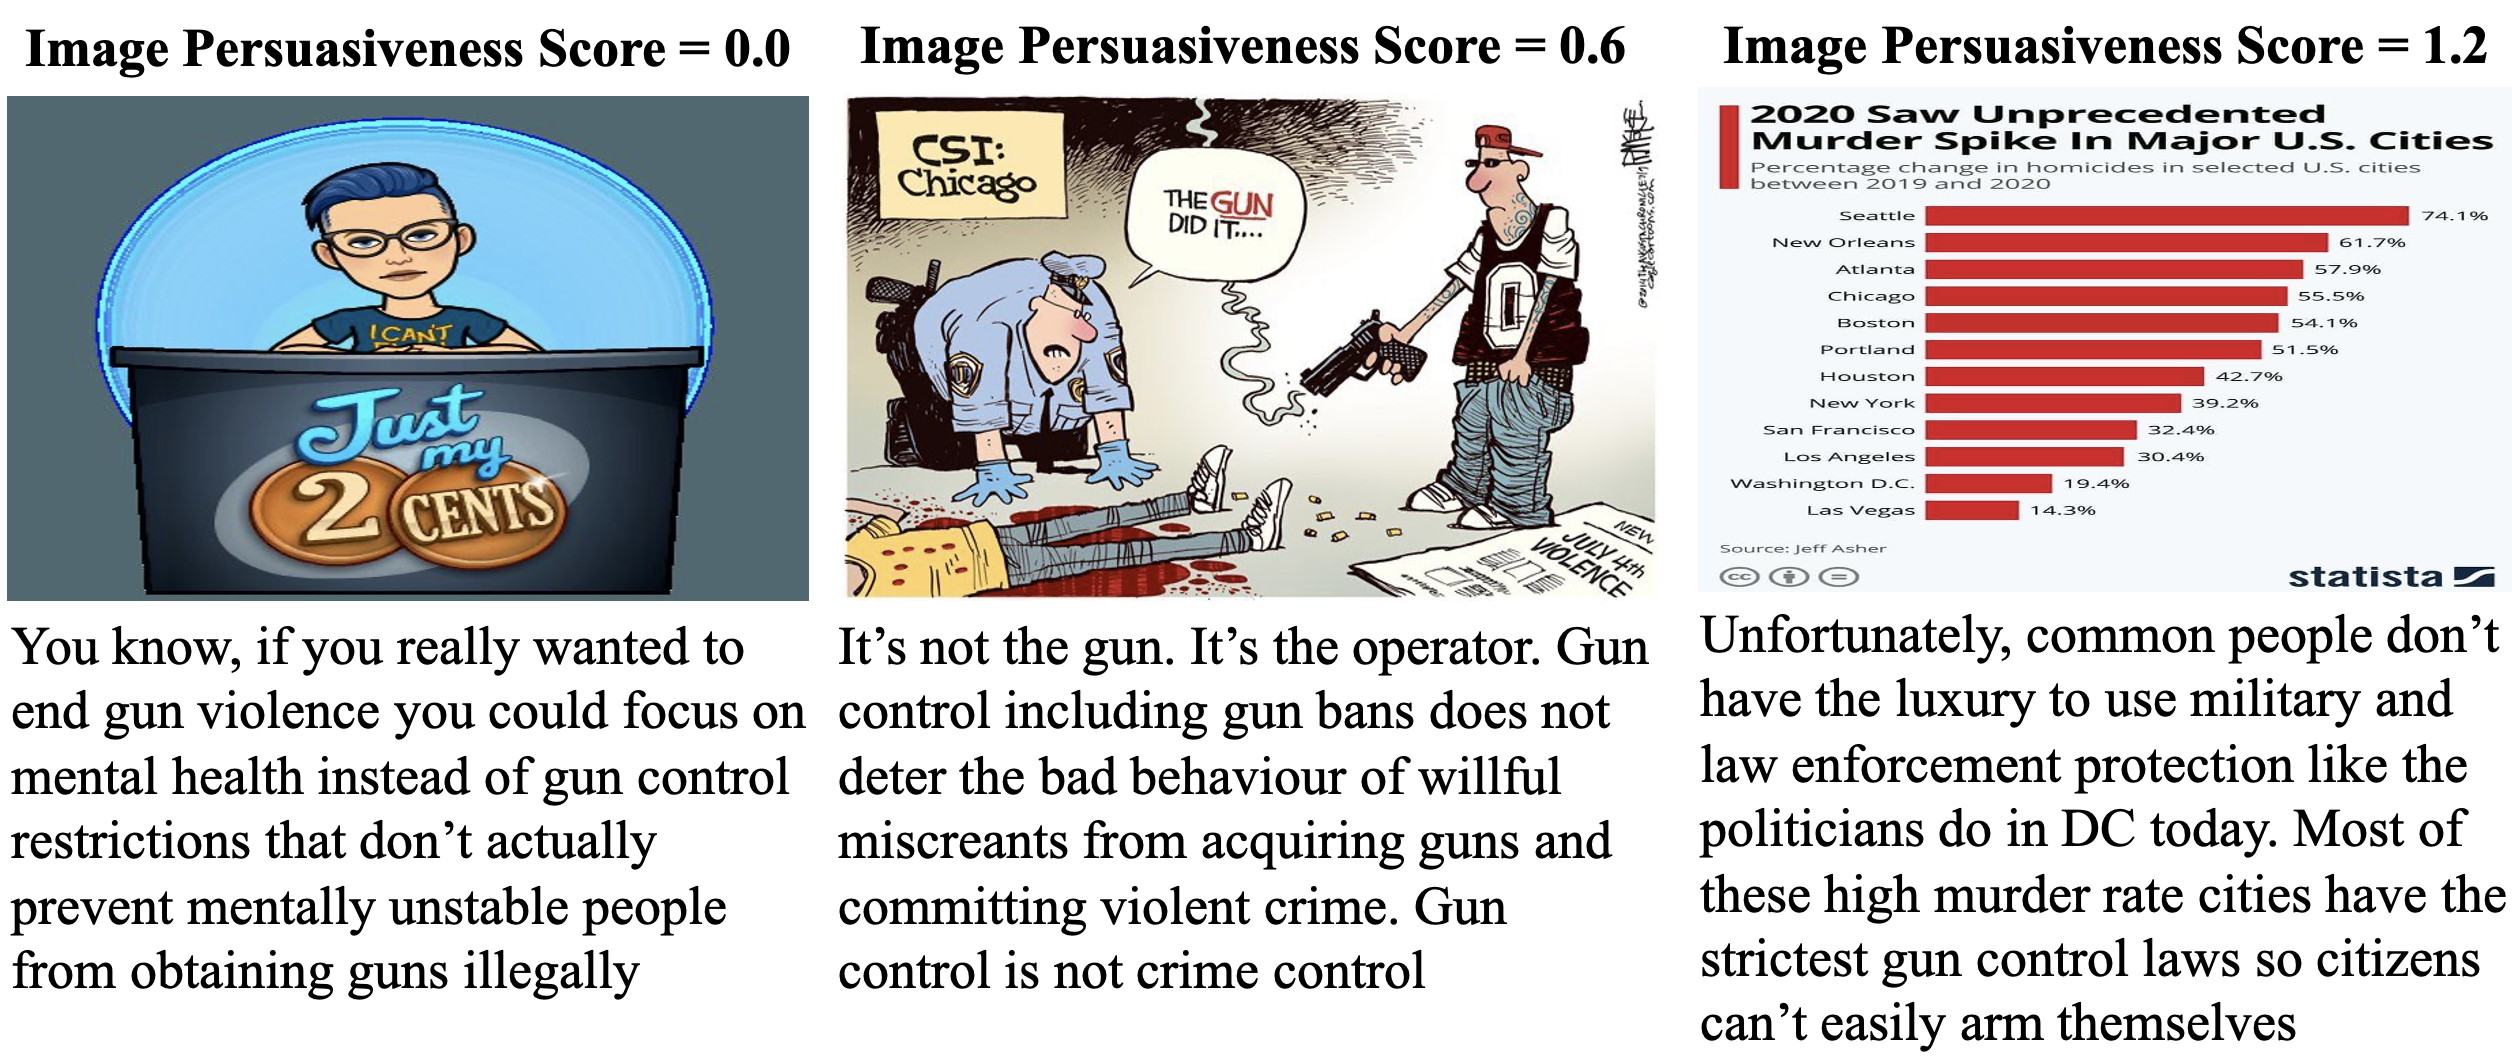 Image Persuasiveness Score = 0.0
I CAN'T
Just
my
2 CENTS
You know, if you really wanted to
end gun violence you could focus on
mental health instead of gun control
restrictions that don’t actually
prevent mentally unstable people
from obtaining guns illegally
Image Persuasiveness Score = 0.6
CSI:
Chicago
THE GUN
DID IT....
NEW
JULY 4th
VIOLENCE
It’s not the gun. It’s the operator. Gun
control including gun bans does not
deter the bad behaviour of willful
miscreants from acquiring guns and
committing violent crime. Gun
control is not crime control
Image Persuasiveness Score = 1.2
2020 Saw Unprecedented
Murder Spike In Major U.S. Cities
Percentage change in homicides in selected U.S. cities
between 2019 and 2020
Seattle 74.1%
New Orleans 61.7%
Atlanta 57.9%
Chicago 55.5%
Boston 54.1%
Portland 51.5%
Houston 42.7%
New York 39.2%
San Francisco 32.4%
Los Angeles 30.4%
Washington D.C. 19.4%
Las Vegas 14.3%
Source: Jeff Asher
cc
statista
Unfortunately, common people don’t
have the luxury to use military and
law enforcement protection like the
politicians do in DC today. Most of
these high murder rate cities have the
strictest gun control laws so citizens
can’t easily arm themselves